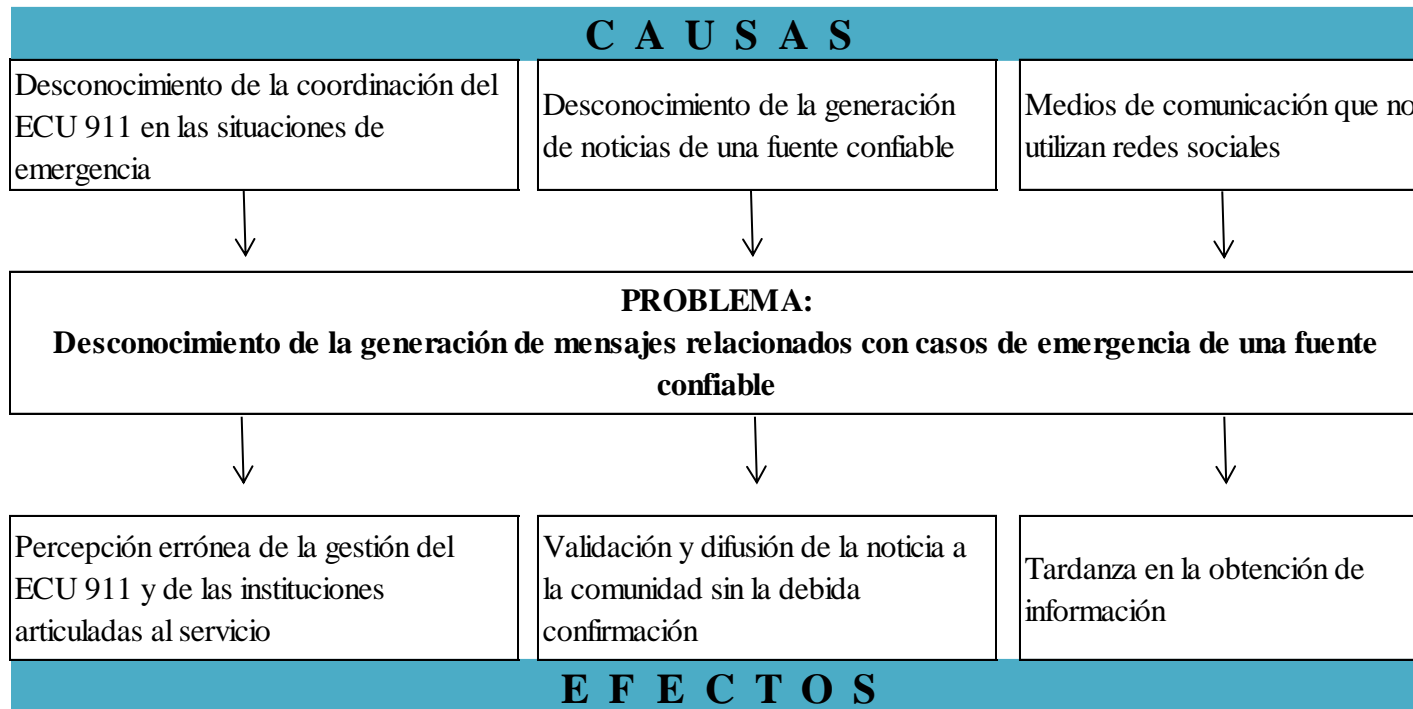 C A U S A S
Desconocimiento de la coordinación del
ECU 911 en las situaciones de
emergencia
Desconocimiento de la generación
de noticias de una fuente confiable
Medios de comunicación que no
utilizan redes sociales
PROBLEMA:
Desconocimiento de la generación de mensajes relacionados con casos de emergencia de una fuente
confiable
Percepción errónea de la gestión del
ECU 911 y de las instituciones
articuladas al servicio
Validación y difusión de la noticia a
la comunidad sin la debida
confirmación
Tardanza en la obtención de
información
E F E C T O S